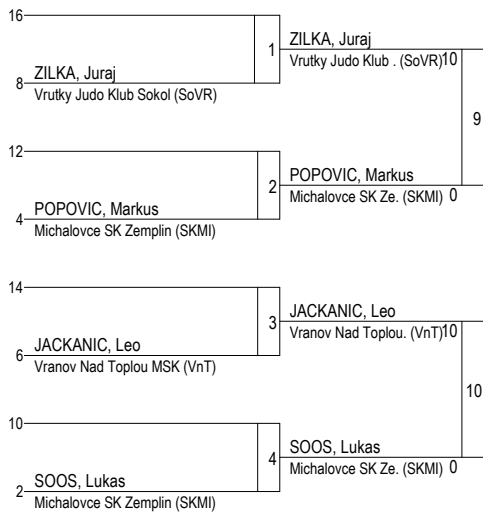 16
1
ZILKA, Juraj
8
Vrutky Judo Klub Sokol (SoVR)
ZILKA, Juraj
Vrutky Judo Klub . (SoVR) 10
9
12
2
POPOVIC, Markus
4
Michalovce SK Zemplin (SKMI)
POPOVIC, Markus
Michalovce SK Ze. (SKMI) 0
14
3
JACKANIC, Leo
6
Vranov Nad Toplou MSK (VnT)
JACKANIC, Leo
Vranov Nad Toplou. (VnT) 10
10
10
4
SOOS, Lukas
2
Michalovce SK Zemplin (SKMI)
SOOS, Lukas
Michalovce SK Ze. (SKMI) 0